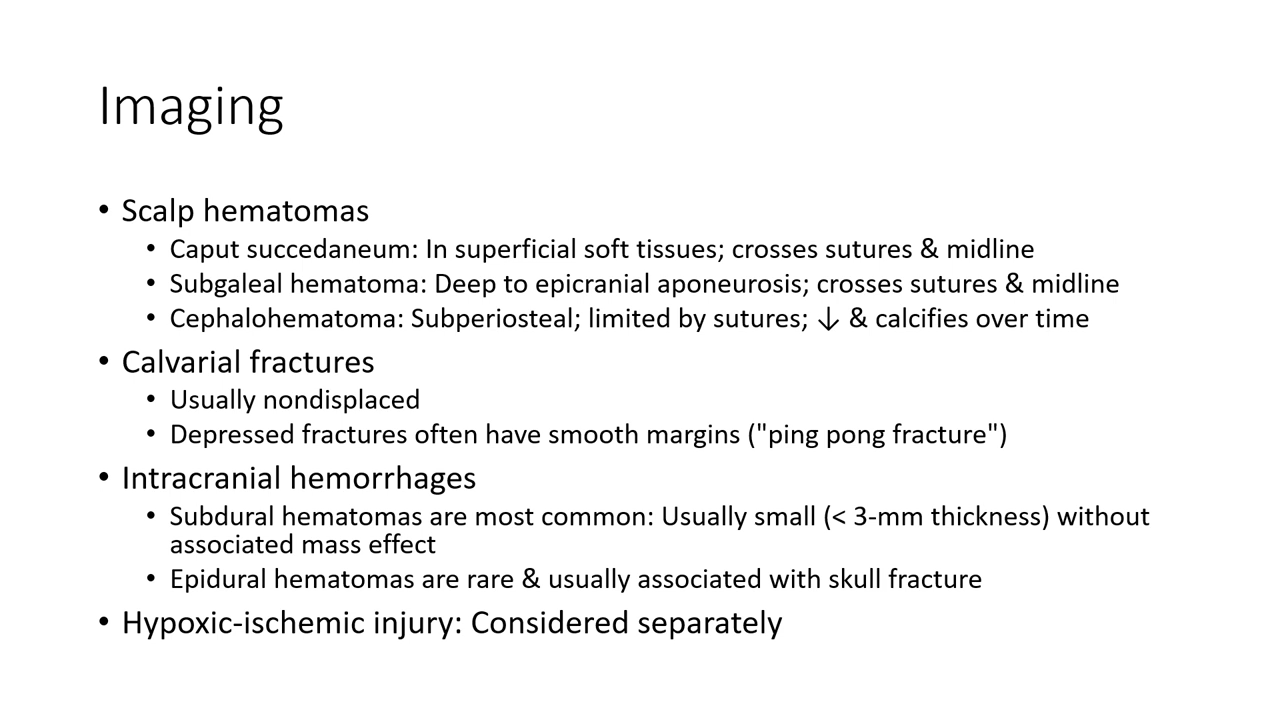 Imaging
• Scalp hematomas
• Caput succedaneum: In superficial soft tissues; crosses sutures & midline
• Subgaleal hematoma: Deep to epicranial aponeurosis; crosses sutures & midline
• Cephalohematoma: Subperiosteal; limited by sutures; ↓ & calcifies over time
• Calvarial fractures
• Usually nondisplaced
• Depressed fractures often have smooth margins ("ping pong fracture")
• Intracranial hemorrhages
• Subdural hematomas are most common: Usually small (< 3-mm thickness) without
associated mass effect
• Epidural hematomas are rare & usually associated with skull fracture
• Hypoxic-ischemic injury: Considered separately